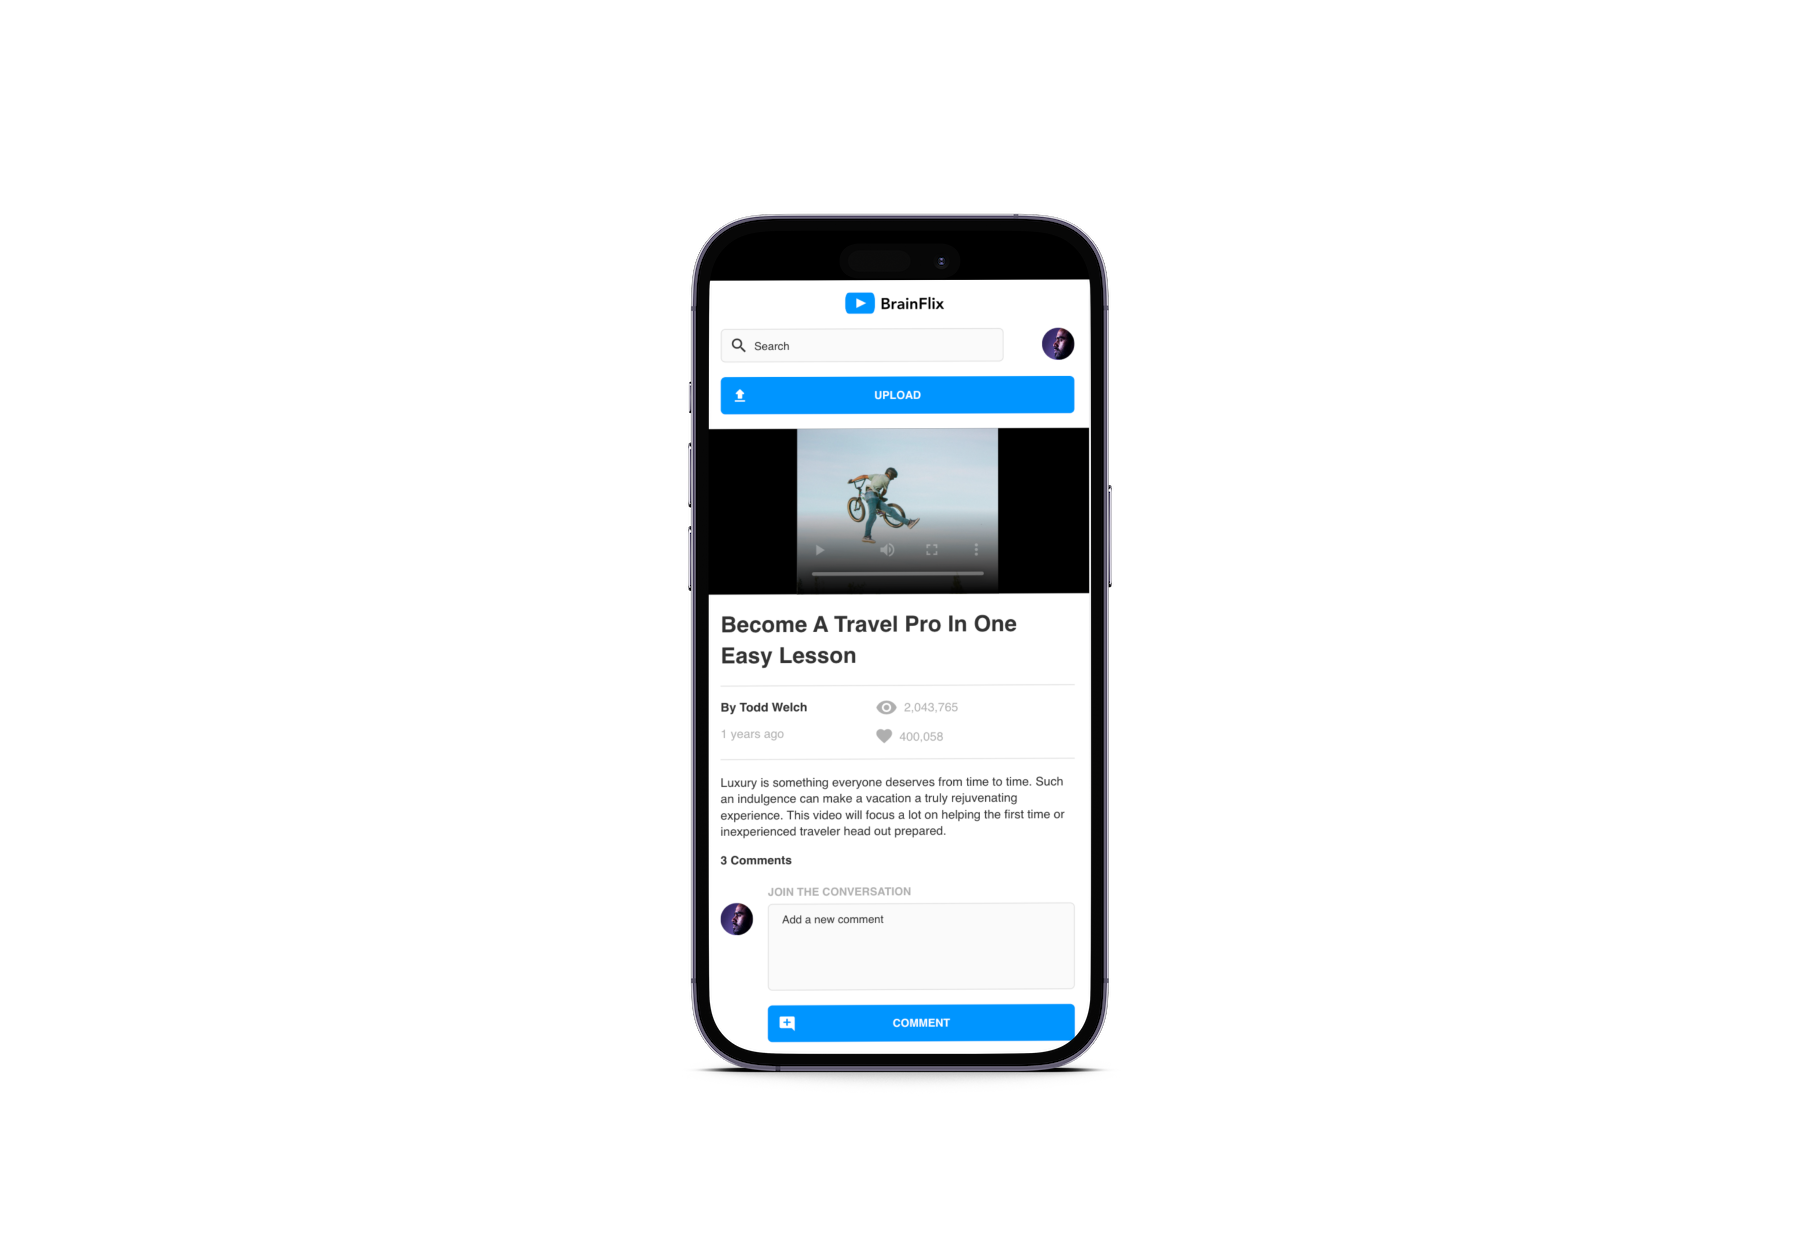 BrainFlix
Search
UPLOAD
Become A Travel Pro In One
Easy Lesson
By Todd Welch
2,043,765
1 years ago
400,058
Luxury is something everyone deserves from time to time. Such
an indulgence can make a vacation a truly rejuvenating
experience. This video will focus a lot on helping the first time or
inexperienced traveler head out prepared.
3 Comments
JOIN THE CONVERSATION
Add a new comment
COMMENT